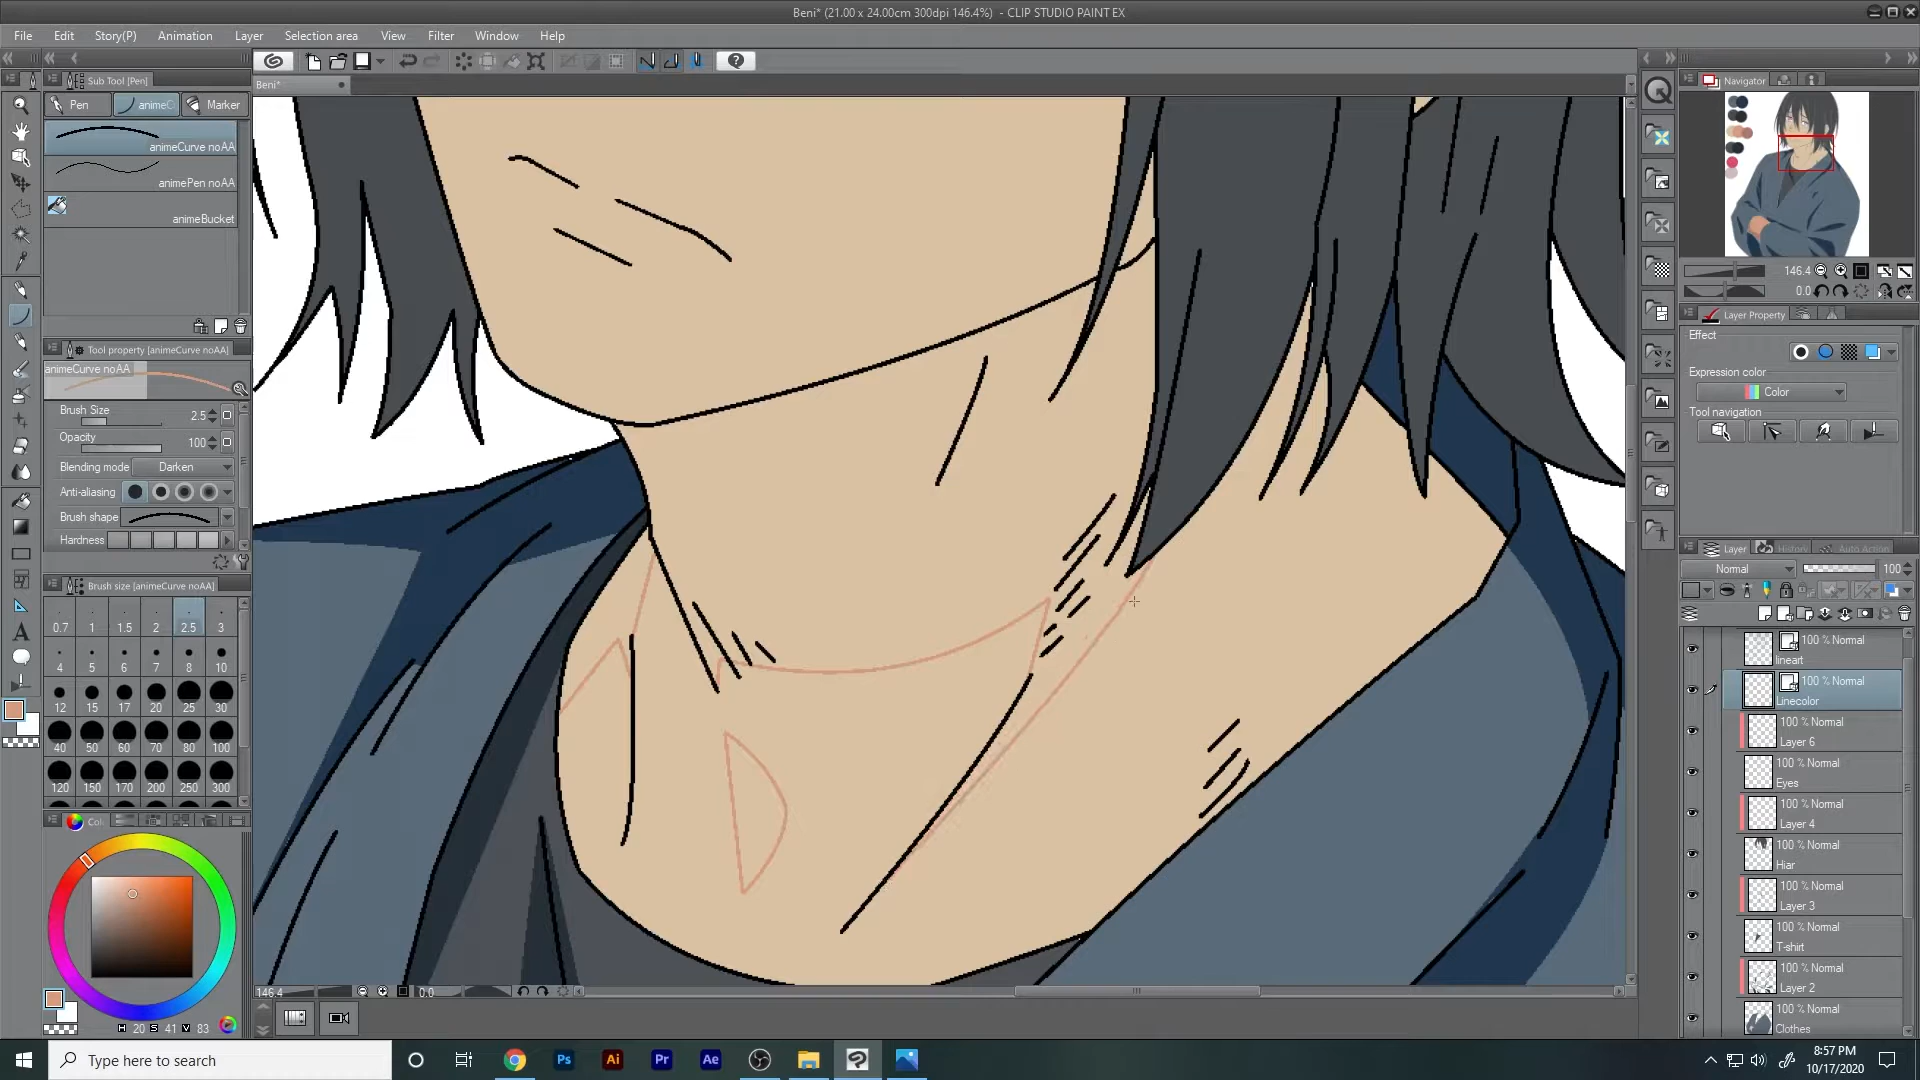 Beni* (21.00 x 24.00cm 300dpi 146.4%) - CLIP STUDIO PAINT EX
File Edit Story(P) Animation Layer Selection area View Filter Window Help
Sub Tool [Pen]
Beni*
Navigator
Pen animeC Marker
animeCurve noAA
animePen noAA
animeBucket
146.4
0.0
Layer Property
Effect
Tool property [animeCurve noAA]
animeCurve noAA
Expression color
Color
Brush Size 2.5
Tool navigation
Opacity 100
Blending mode Darken
Anti-aliasing
Brush shape
Hardness
Layer History Auto Action
Normal 100
Brush size [animeCurve noAA]
0.7 1 1.5 2 2.5 3
4 5 6 7 8 10
12 15 17 20 25 30
40 50 60 70 80 100
120 150 170 200 250 300
100 % Normal
lineart
100 % Normal
Linecolor
100 % Normal
Layer 6
100 % Normal
Eyes
100 % Normal
Layer 4
100 % Normal
Hiar
100 % Normal
Layer 3
100 % Normal
T-shirt
100 % Normal
Layer 2
100 % Normal
Clothes
146.4 0.0
H 20 S 41 V 83
Type here to search
Ps Ai Pr Ae
8:57 PM
10/17/2020